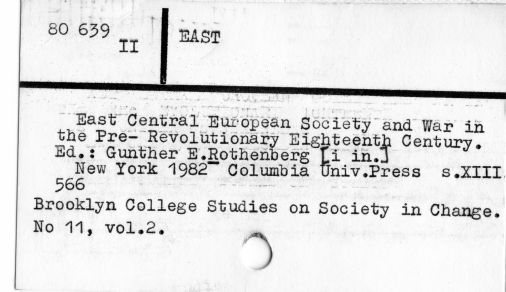 80 639
II
EAST
East Central European Society and War in
the Pre- Revolutionary Eighteenth Century.
Ed.: Gunther E.Rothenberg [i in.]
New York 1982 Columbia Univ.Press s.XIII
566
Brooklyn College Studies on Society in Change.
No 11, vol.2.